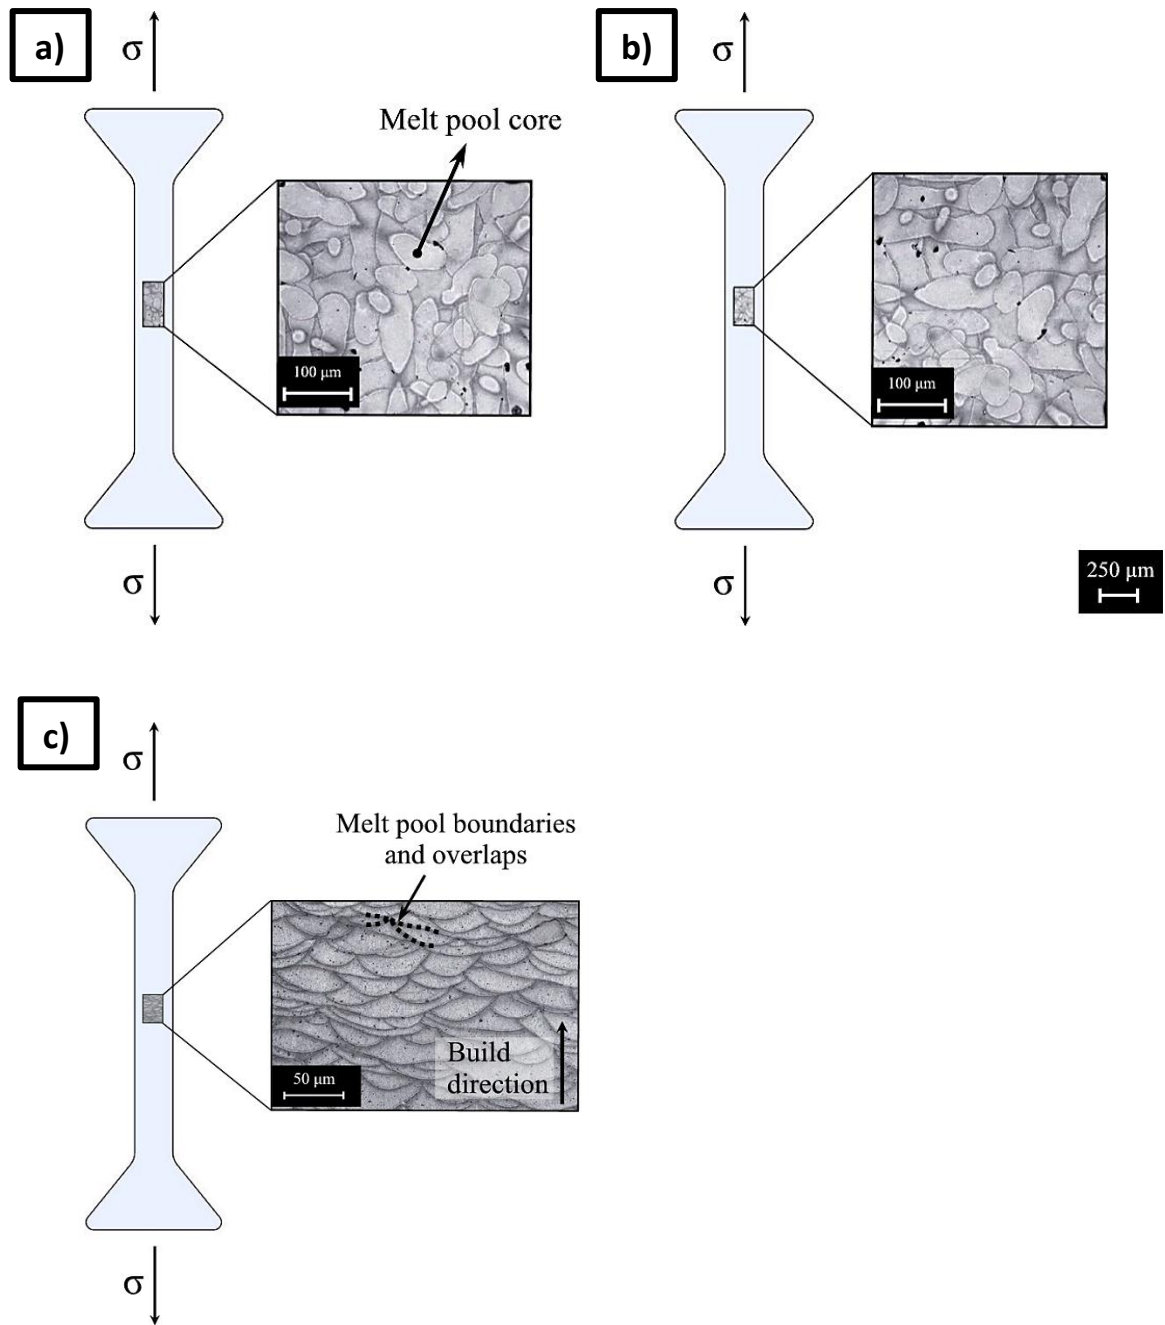 a)
σ
b)
σ
Melt pool core
100 μm
100 μm
σ
σ
250 μm
c)
σ
Melt pool boundaries
and overlaps
Build
direction
50 μm
σ